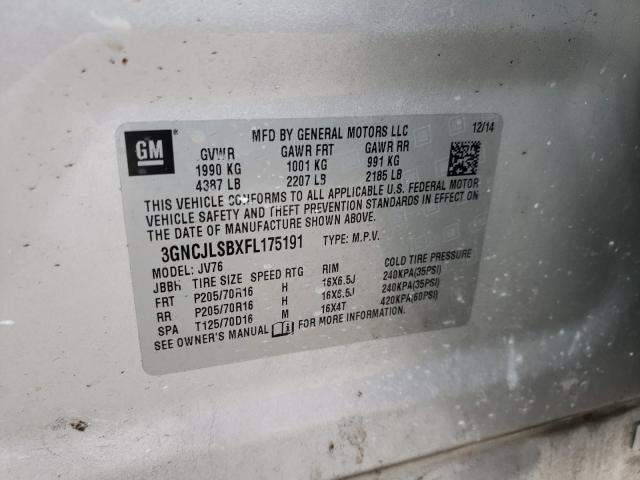 GM
MFD BY GENERAL MOTORS LLC 12/14
GVWR GAWR FRT GAWR RR
1990 KG 1001 KG 991 KG
4387 LB 2207 LB 2185 LB
THIS VEHICLE CONFORMS TO ALL APPLICABLE U.S. FEDERAL MOTOR
VEHICLE SAFETY AND THEFT PREVENTION STANDARDS IN EFFECT ON
THE DATE OF MANUFACTURE SHOWN ABOVE.
3GNCJLSBXFL175191 TYPE: M.P.V.
MODEL: JV76
JBBH TIRE SIZE SPEED RTG RIM COLD TIRE PRESSURE
FRT P205/70R16 H 16X6.5J 240KPA(35PSI)
RR P205/70R16 H 16X6.5J 240KPA(35PSI)
SPA T125/70D16 M 16X4T 420KPA(60PSI)
SEE OWNER'S MANUAL FOR MORE INFORMATION.